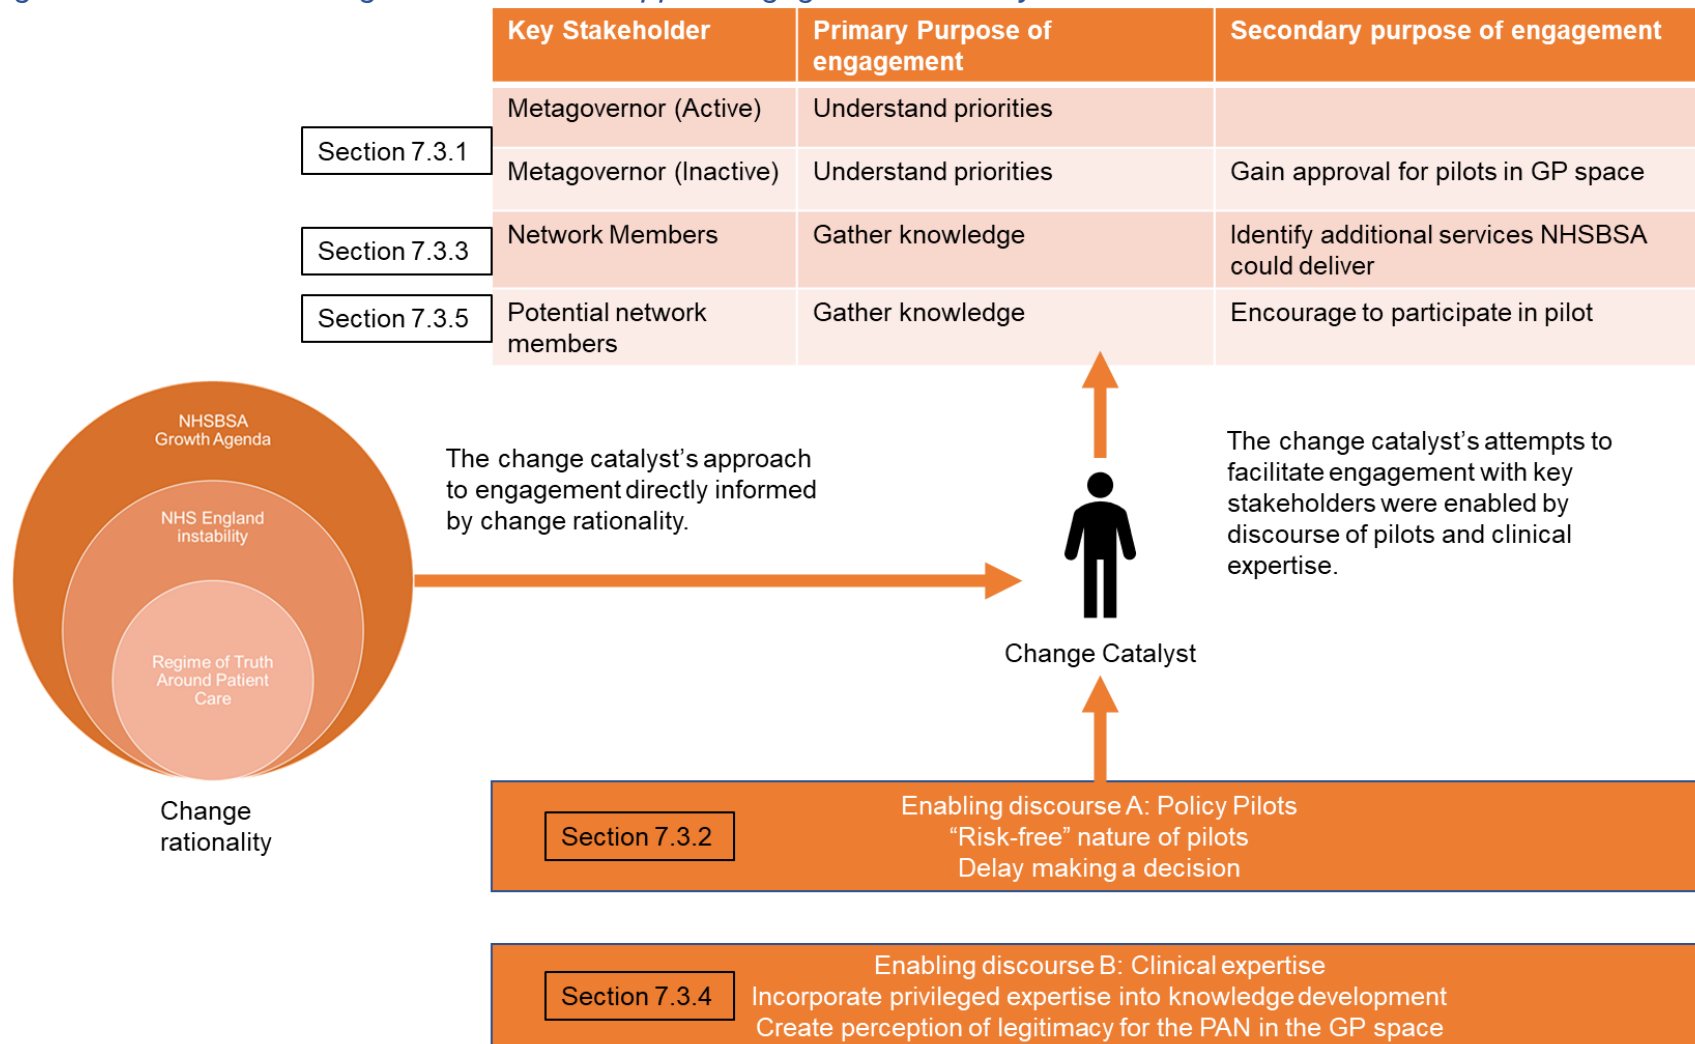 Key Stakeholder
Primary Purpose of
engagement
Secondary purpose of engagement
Section 7.3.1
Metagovernor (Active)
Understand priorities
Metagovernor (Inactive)
Understand priorities
Gain approval for pilots in GP space
Section 7.3.3
Network Members
Gather knowledge
Identify additional services NHSBSA
could deliver
Section 7.3.5
Potential network
members
Gather knowledge
Encourage to participate in pilot
NHSBSA
Growth Agenda
NHS England
instability
Regime of Truth
Around Patient
Care
Change
rationality
The change catalyst's approach
to engagement directly informed
by change rationality.
The change catalyst's attempts to
facilitate engagement with key
stakeholders were enabled by
discourse of pilots and clinical
expertise.
Change Catalyst
Section 7.3.2
Enabling discourse A: Policy Pilots
“Risk-free” nature of pilots
Delay making a decision
Section 7.3.4
Enabling discourse B: Clinical expertise
Incorporate privileged expertise into knowledge development
Create perception of legitimacy for the PAN in the GP space